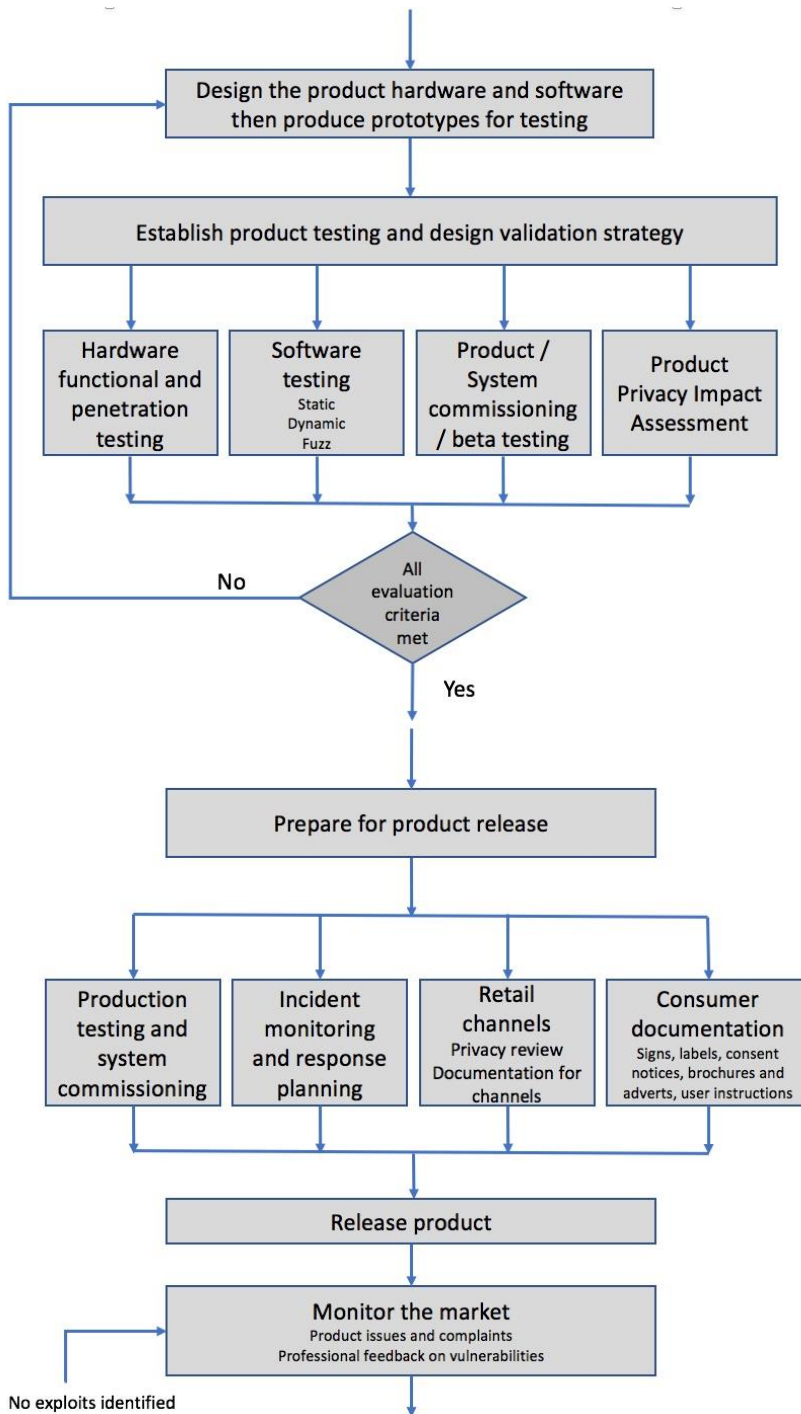 Design the product hardware and software
then produce prototypes for testing
Establish product testing and design validation strategy
Hardware
functional and
penetration
testing
Software
testing
Static
Dynamic
Fuzz
Product /
System
commissioning
/ beta testing
Product
Privacy Impact
Assessment
All
evaluation
criteria
met
No
Yes
Prepare for product release
Production
testing and
system
commissioning
Incident
monitoring
and response
planning
Retail
channels
Privacy review
Documentation for
channels
Consumer
documentation
Signs, labels, consent
notices, brochures and
adverts, user instructions
Release product
Monitor the market
Product issues and complaints
Professional feedback on vulnerabilities
No exploits identified